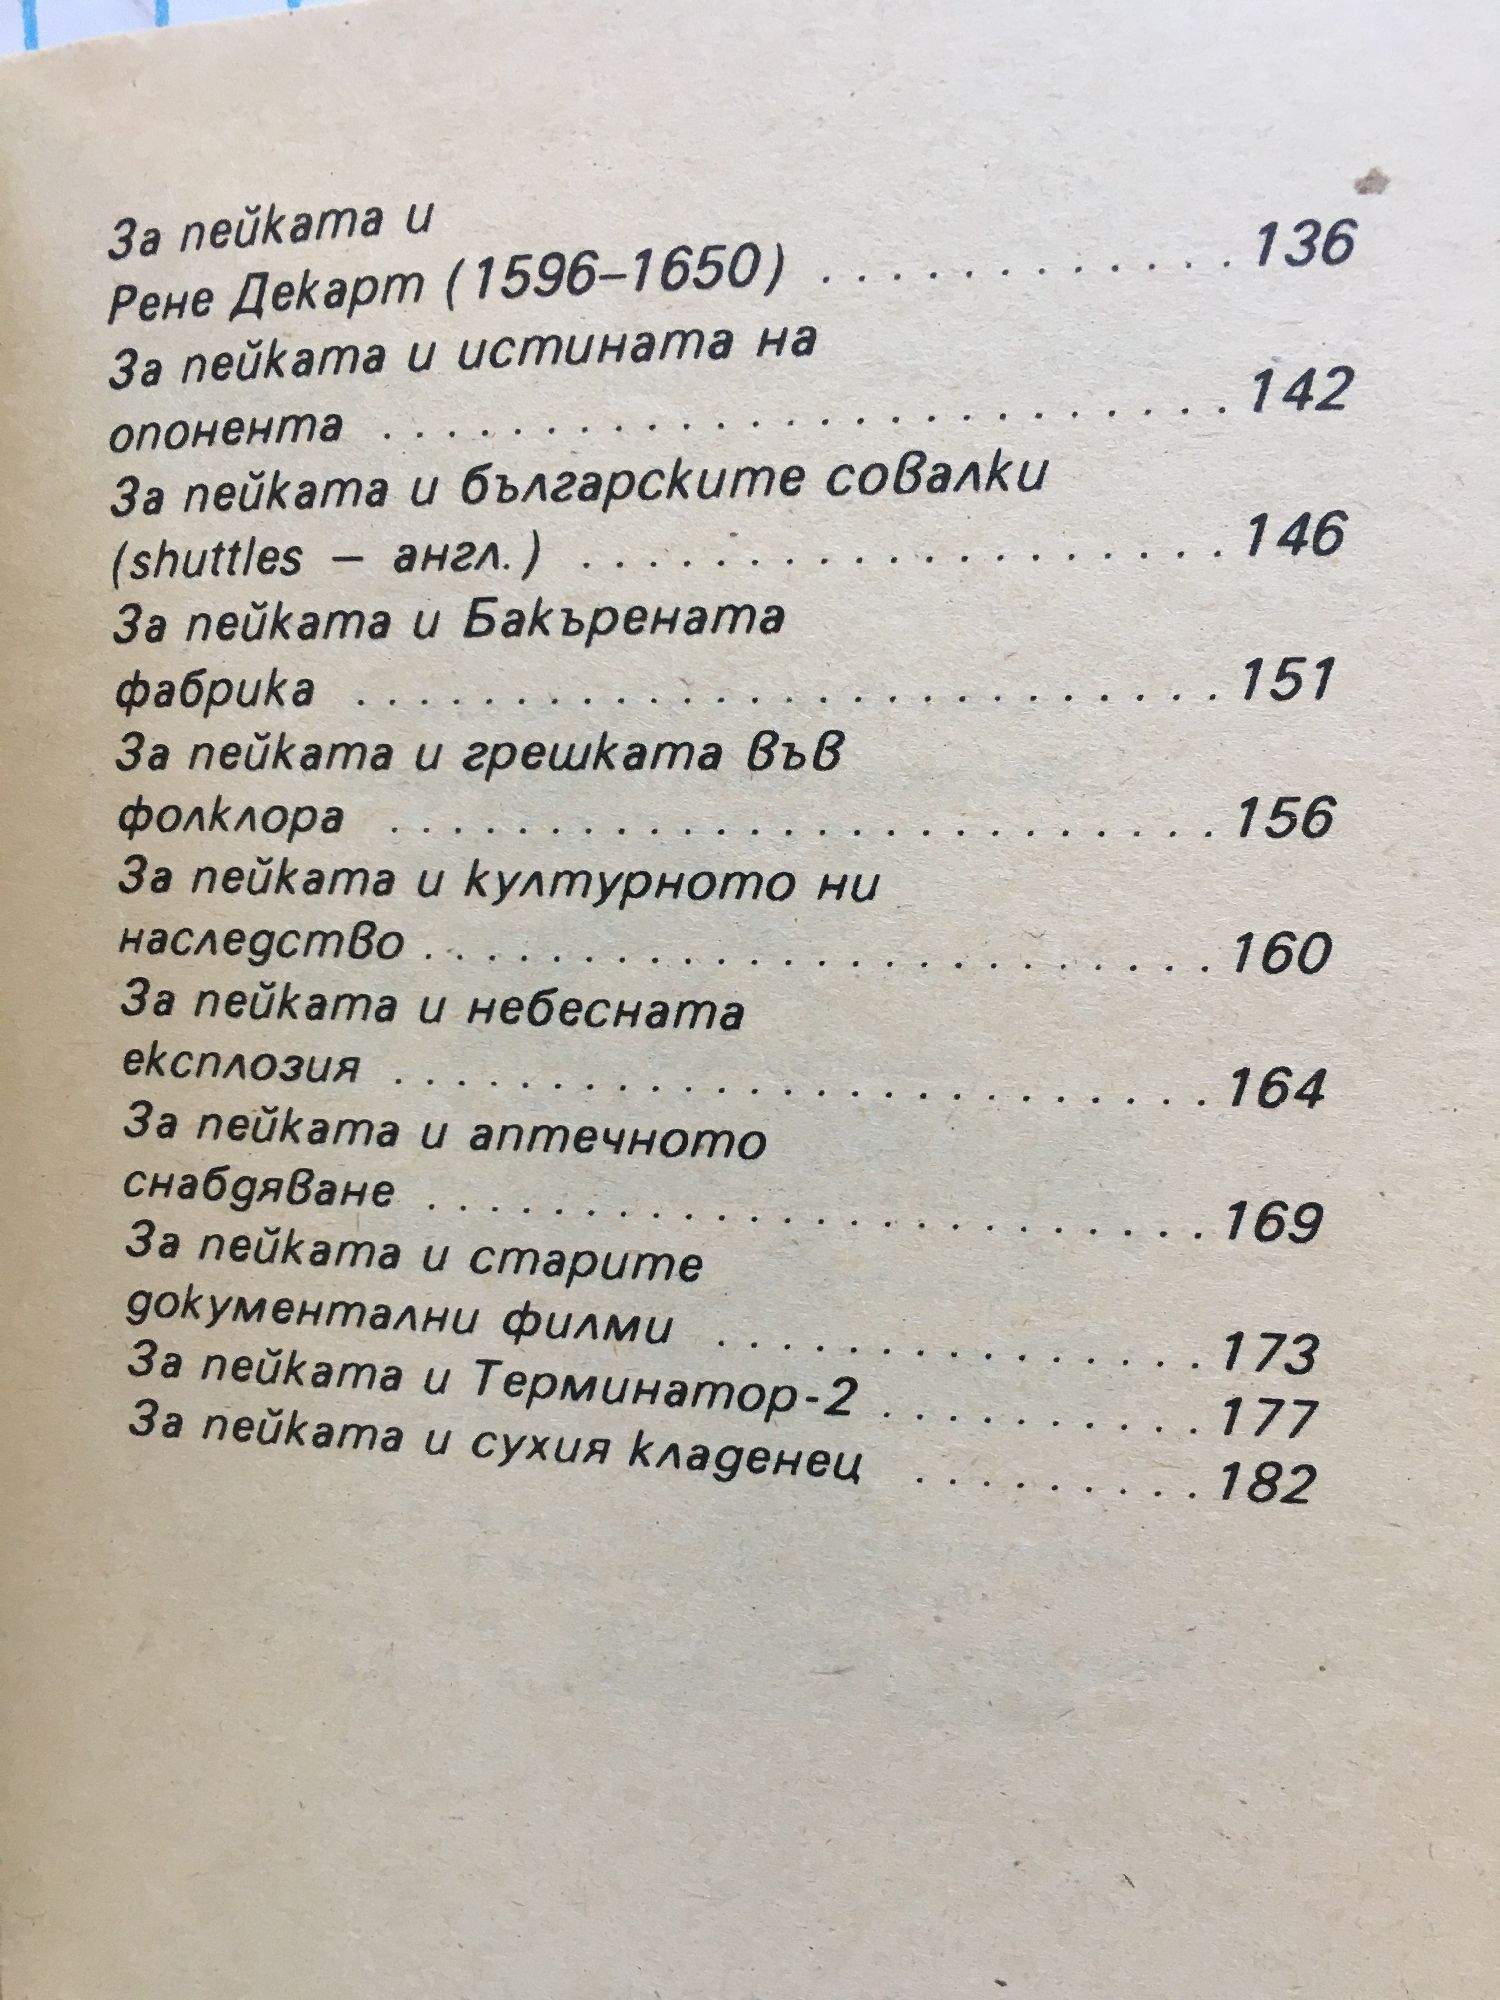 За пейката и
Рене Декарт (1596–1650) . . . . . . . . . . . . . 136
За пейката и истината на
опонента . . . . . . . . . . . . . . . . . . . . . . . . . . . 142
За пейката и българските совалки
(shuttles – англ.) . . . . . . . . . . . . . . . . . . . . 146
За пейката и Бакърената
фабрика . . . . . . . . . . . . . . . . . . . . . . . . . . . . 151
За пейката и грешката във
фолклора . . . . . . . . . . . . . . . . . . . . . . . . . . . 156
За пейката и културното ни
наследство . . . . . . . . . . . . . . . . . . . . . . . . . 160
За пейката и небесната
експлозия . . . . . . . . . . . . . . . . . . . . . . . . . . 164
За пейката и аптечното
снабдяване . . . . . . . . . . . . . . . . . . . . . . . . . 169
За пейката и старите
документални филми . . . . . . . . . . . . . . . . 173
За пейката и Терминатор-2 . . . . . . . . . . . 177
За пейката и сухия кладенец . . . . . . . . . . 182